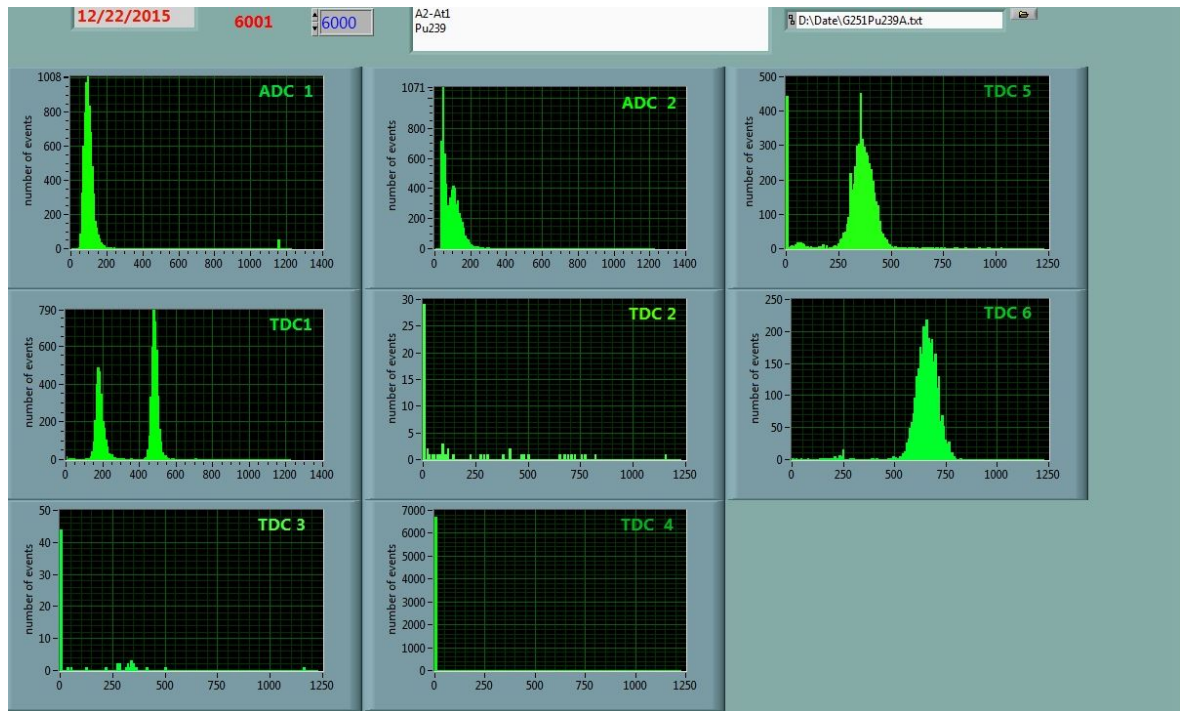 12/22/2015
6001
6000
A2-At1
Pu239
D:\Date\G251Pu239A.txt
ADC 1
number of events
1008
800
600
400
200
0
0 200 400 600 800 1000 1200 1400
ADC 2
number of events
1071
800
600
400
200
0
0 200 400 600 800 1000 1200 1400
TDC 5
number of events
500
400
300
200
100
0
0 250 500 750 1000 1250
TDC1
number of events
790
600
400
200
0
0 200 400 600 800 1000 1200 1400
TDC 2
number of events
30
25
20
15
10
5
0
0 250 500 750 1000 1250
TDC 6
number of events
250
200
150
100
50
0
0 250 500 750 1000 1250
TDC 3
number of events
50
40
30
20
10
0
0 250 500 750 1000 1250
TDC 4
number of events
7000
6000
5000
4000
3000
2000
1000
0
0 250 500 750 1000 1250